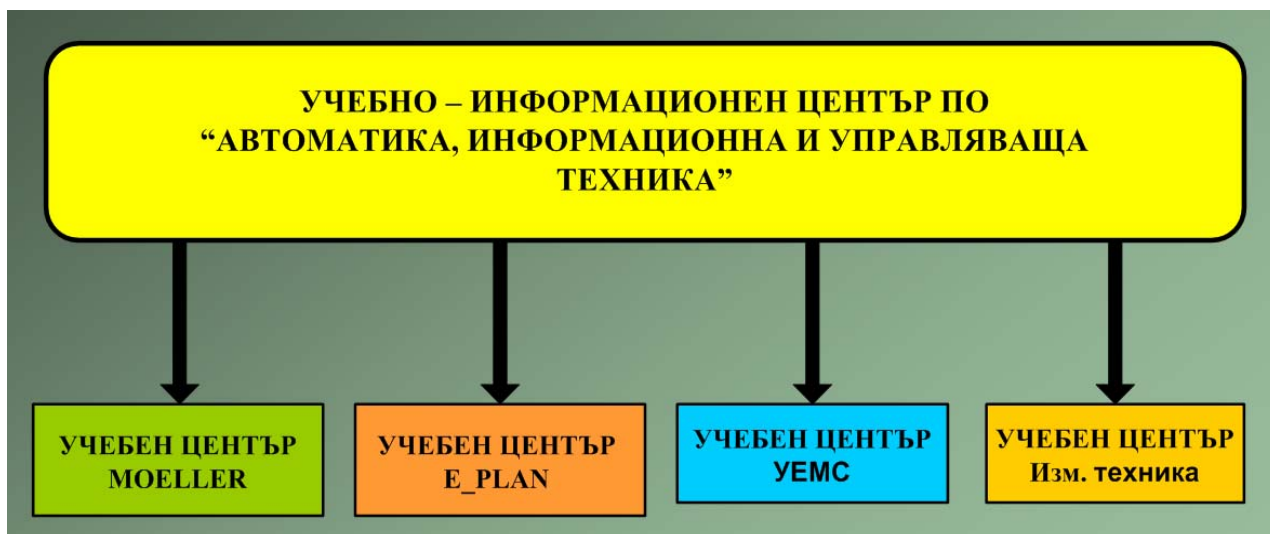 УЧЕБНО – ИНФОРМАЦИОНЕН ЦЕНТЪР ПО
“АВТОМАТИКА, ИНФОРМАЦИОННА И УПРАВЛЯВАЩА
ТЕХНИКА”
УЧЕБЕН ЦЕНТЪР
MOELLER
УЧЕБЕН ЦЕНТЪР
E_PLAN
УЧЕБЕН ЦЕНТЪР
УЕМС
УЧЕБЕН ЦЕНТЪР
Изм. техника